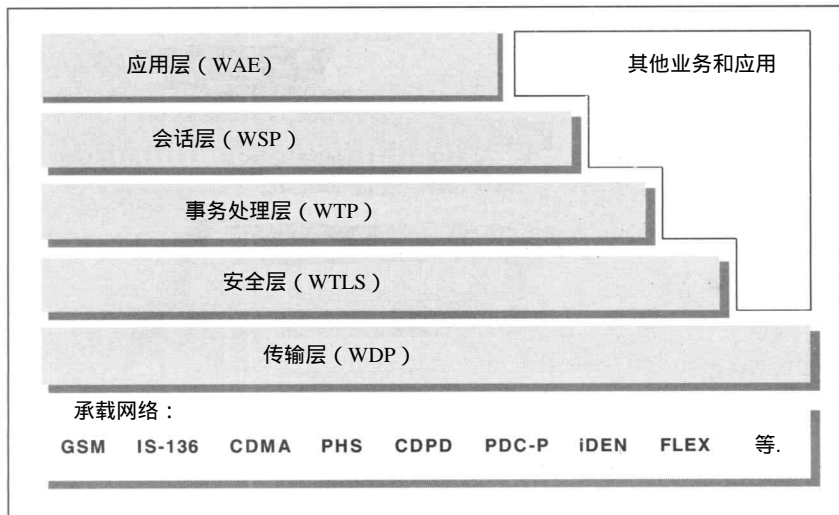 应用层（WAE）
其他业务和应用
会话层（WSP）
事务处理层（WTP）
安全层（WTLS）
传输层（WDP）
承载网络：
GSM IS-136 CDMA PHS CDPD PDC-P iDEN FLEX 等.